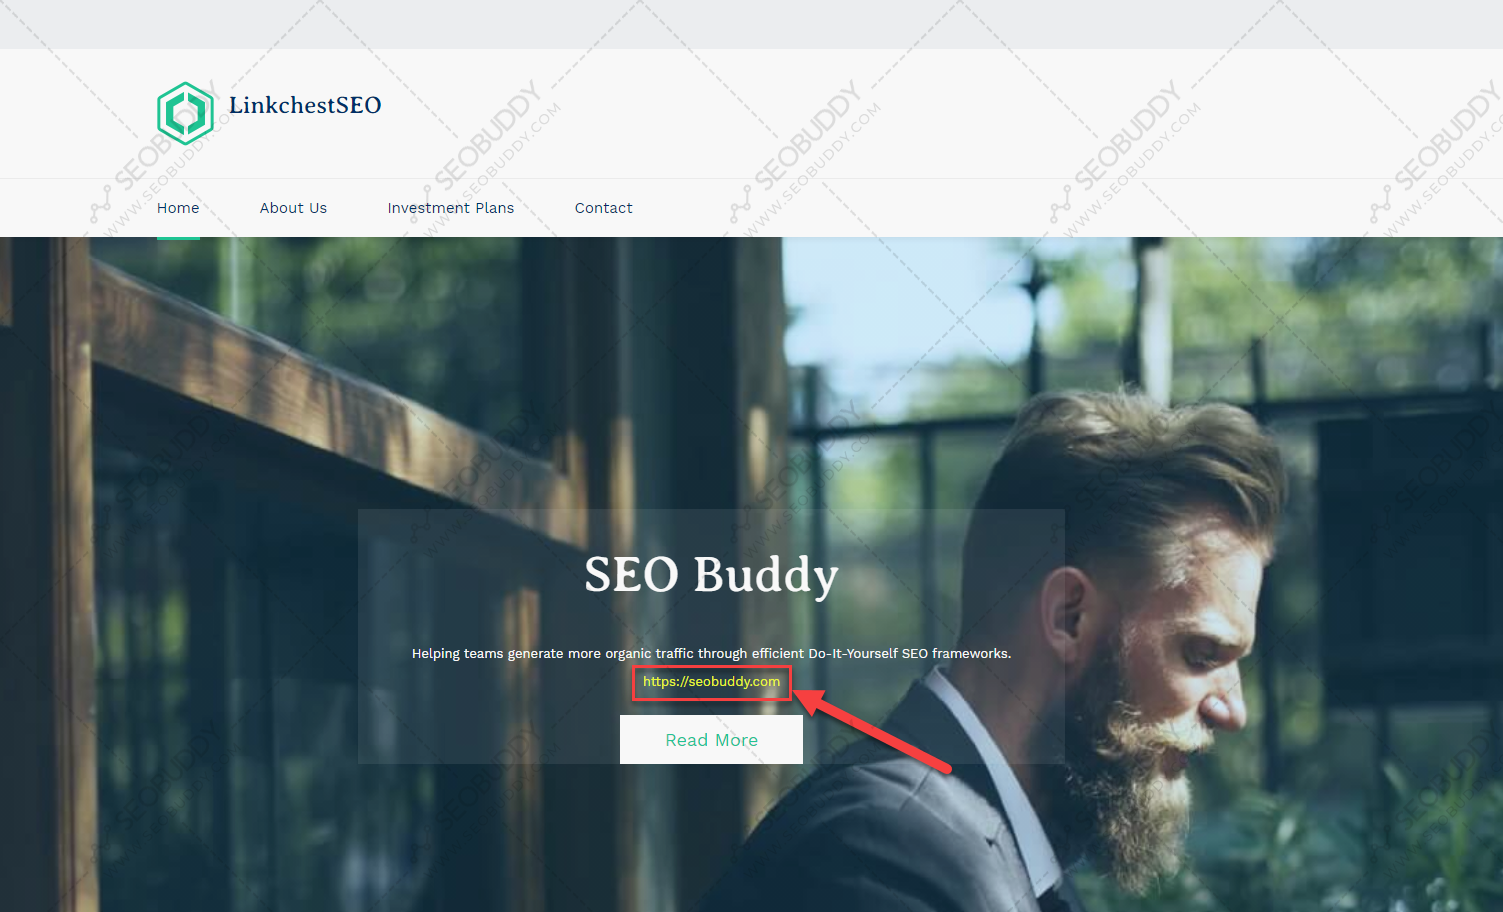 LinkchestSEO
Home About Us Investment Plans Contact
SEO Buddy
Helping teams generate more organic traffic through efficient Do-It-Yourself SEO frameworks.
https://seobuddy.com
Read More
SEOBUDDY
WWW.SEOBUDDY.COM